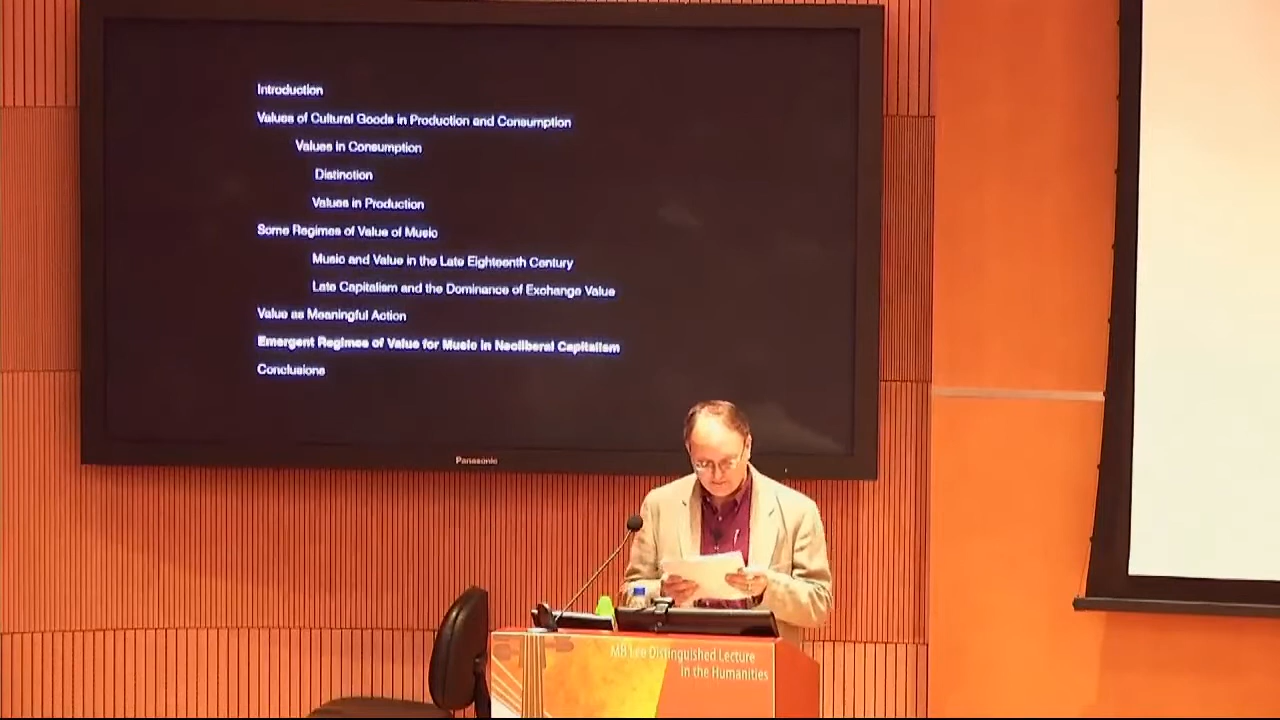 Introduction
Values of Cultural Goods in Production and Consumption
Values in Consumption
Distinction
Values in Production
Some Regimes of Value of Music
Music and Value in the Late Eighteenth Century
Late Capitalism and the Dominance of Exchange Value
Value as Meaningful Action
Emergent Regimes of Value for Music in Neoliberal Capitalism
Conclusions
Panasonic
MB Lee Distinguished Lecture
in the Humanities